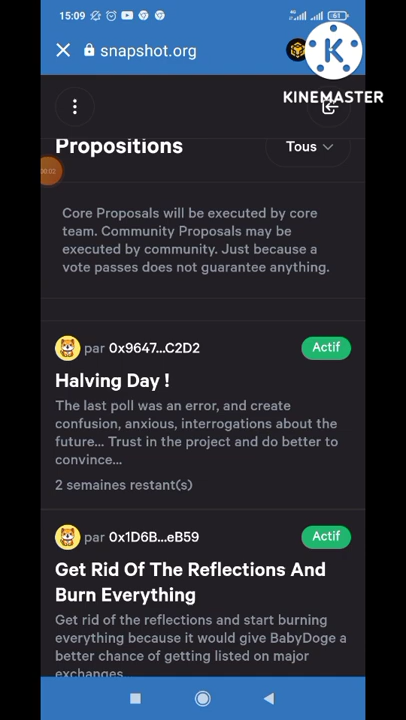 15:09
61
snapshot.org
K
KINEMASTER
Propositions
Tous
00:02
Core Proposals will be executed by core
team. Community Proposals may be
executed by community. Just because a
vote passes does not guarantee anything.
par 0x9647...C2D2
Actif
Halving Day !
The last poll was an error, and create
confusion, anxious, interrogations about the
future... Trust in the project and do better to
convince...
2 semaines restant(s)
par 0x1D6B...eB59
Actif
Get Rid Of The Reflections And
Burn Everything
Get rid of the reflections and start burning
everything because it would give BabyDoge a
better chance of getting listed on major
exchanges